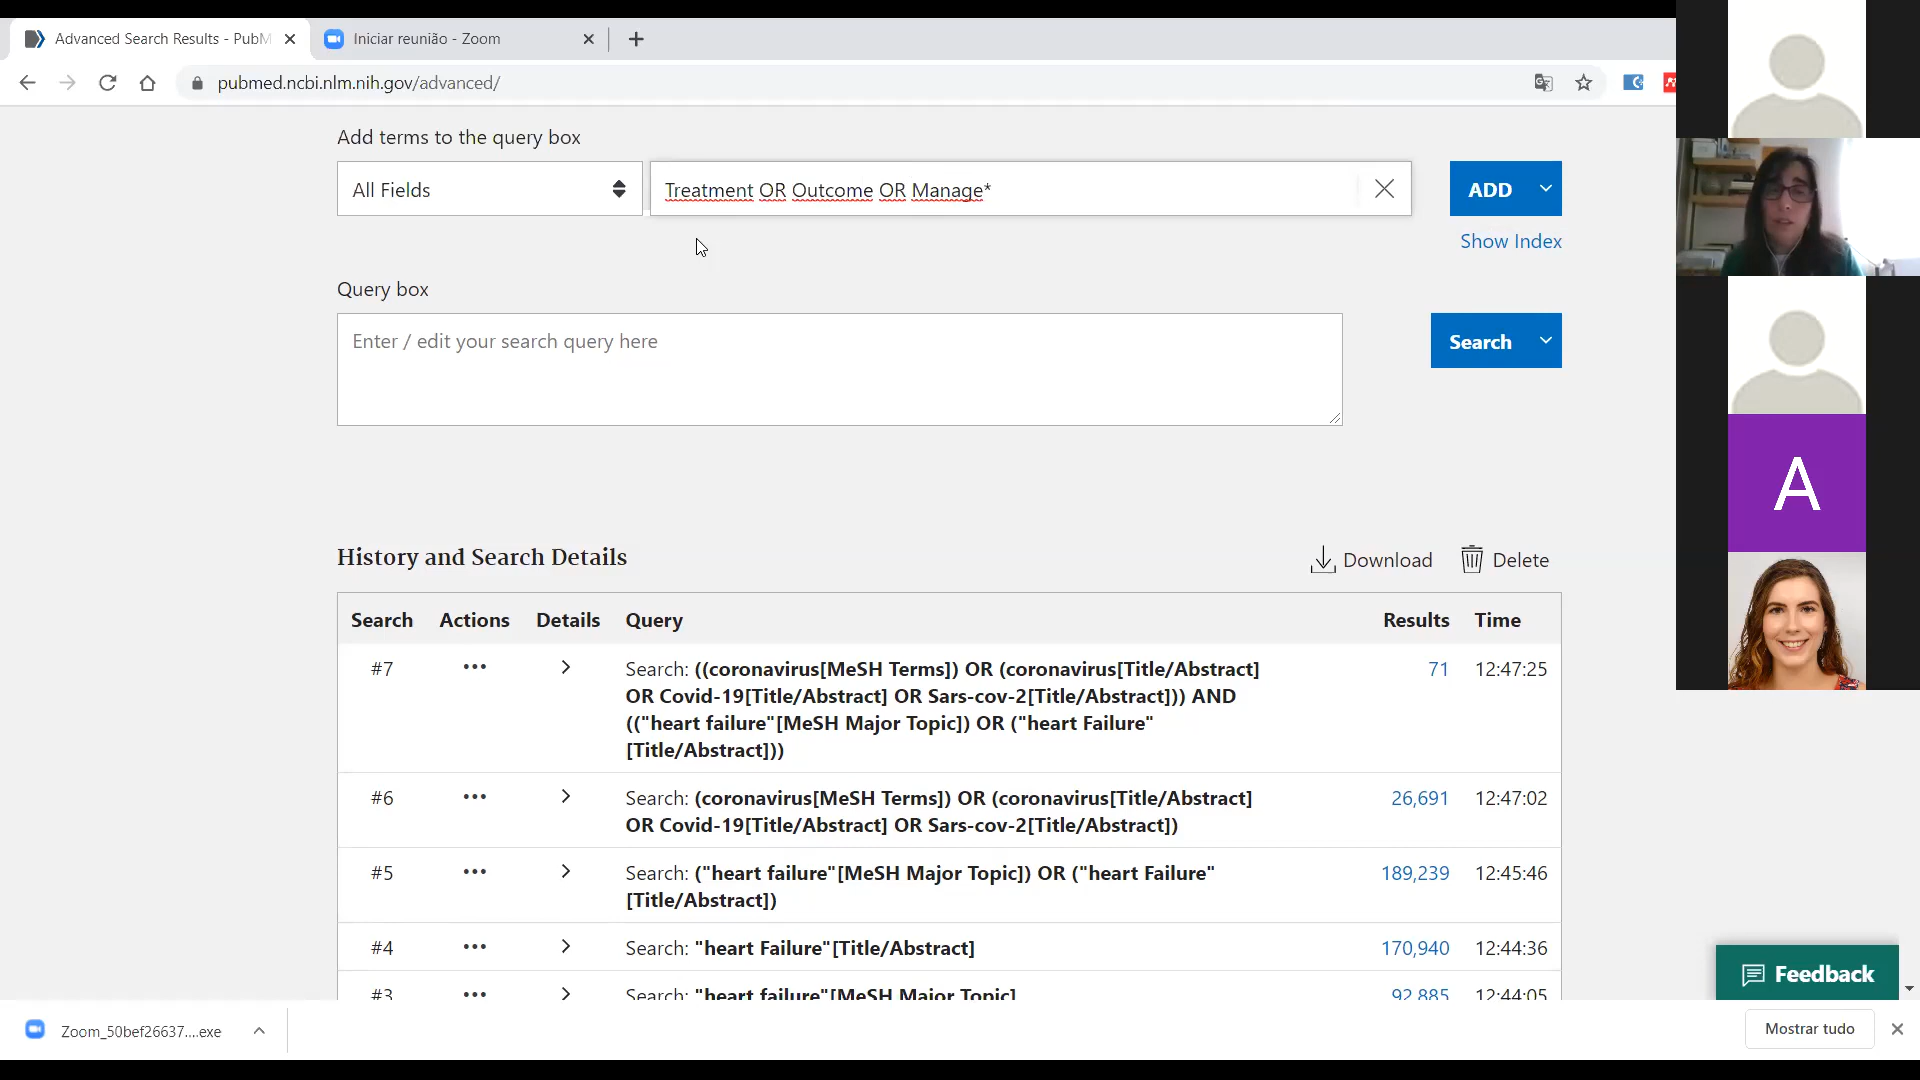 Advanced Search Results - PubM
Iniciar reunião - Zoom
pubmed.ncbi.nlm.nih.gov/advanced/
Add terms to the query box
All Fields
Treatment OR Outcome OR Manage*
ADD
Show Index
Query box
Enter / edit your search query here
Search
A
History and Search Details
Download
Delete
Search Actions Details Query Results Time
#7 ••• Search: ((coronavirus[MeSH Terms]) OR (coronavirus[Title/Abstract] 71 12:47:25
OR Covid-19[Title/Abstract] OR Sars-cov-2[Title/Abstract])) AND
(("heart failure"[MeSH Major Topic]) OR ("heart Failure"
[Title/Abstract]))
#6 ••• Search: (coronavirus[MeSH Terms]) OR (coronavirus[Title/Abstract] 26,691 12:47:02
OR Covid-19[Title/Abstract] OR Sars-cov-2[Title/Abstract])
#5 ••• Search: ("heart failure"[MeSH Major Topic]) OR ("heart Failure" 189,239 12:45:46
[Title/Abstract])
#4 ••• Search: "heart Failure"[Title/Abstract] 170,940 12:44:36
#3 ••• Search: "heart failure"[MeSH Major Topic] 92,885 12:44:05
Feedback
Zoom_50bef26637....exe
Mostrar tudo